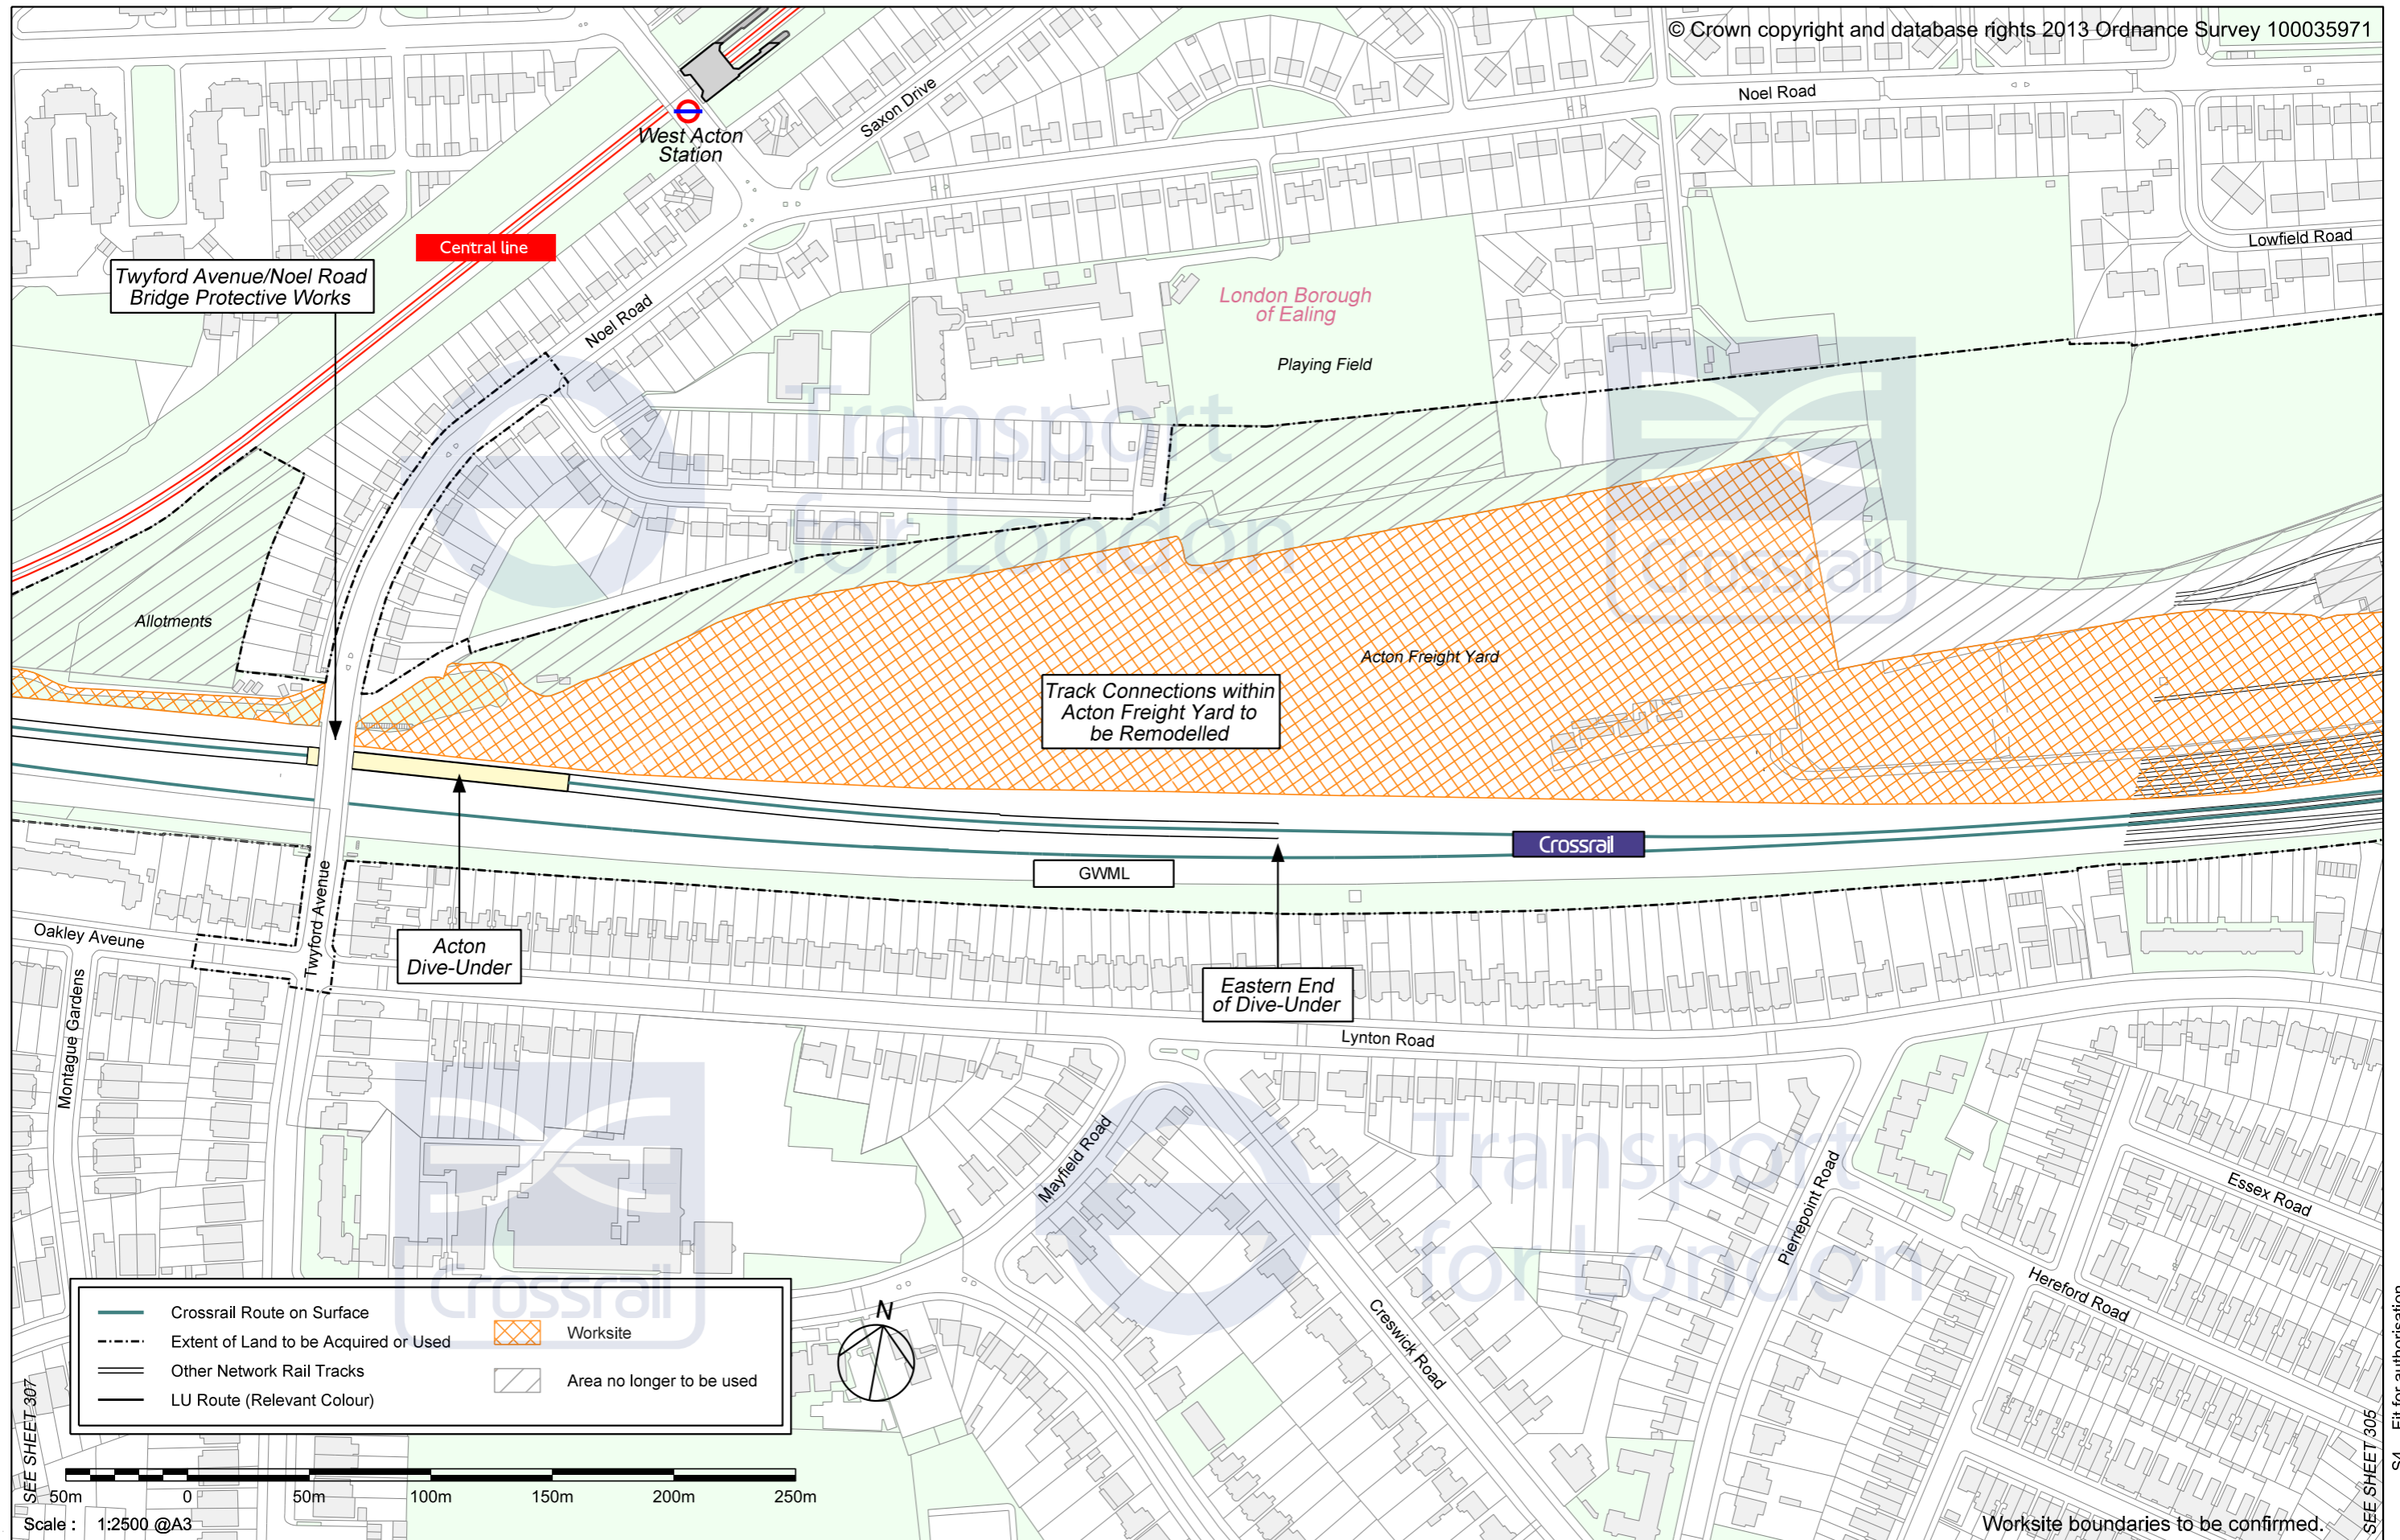 © Crown copyright and database rights 2013 Ordnance Survey 100035971
West Acton
Station
Saxon Drive
Noel Road
Central line
Twyford Avenue/Noel Road
Bridge Protective Works
Lowfield Road
London Borough
of Ealing
Noel Road
Playing Field
Transport
for London
Crossrail
Allotments
Acton Freight Yard
Track Connections within
Acton Freight Yard to
be Remodelled
Crossrail
GWML
Twyford Avenue
Oakley Aveune
Acton
Dive-Under
Eastern End
of Dive-Under
Montague Gardens
Lynton Road
Mayfield Road
Transport
for London
Pierrepoint Road
Essex Road
Hereford Road
Creswick Road
Crossrail
Crossrail Route on Surface
Extent of Land to be Acquired or Used
Other Network Rail Tracks
LU Route (Relevant Colour)
Worksite
Area no longer to be used
N
SEE SHEET 307
SEE SHEET 305
S4 Fit for authorisation
50m 0 50m 100m 150m 200m 250m
Scale : 1:2500 @A3
Worksite boundaries to be confirmed.